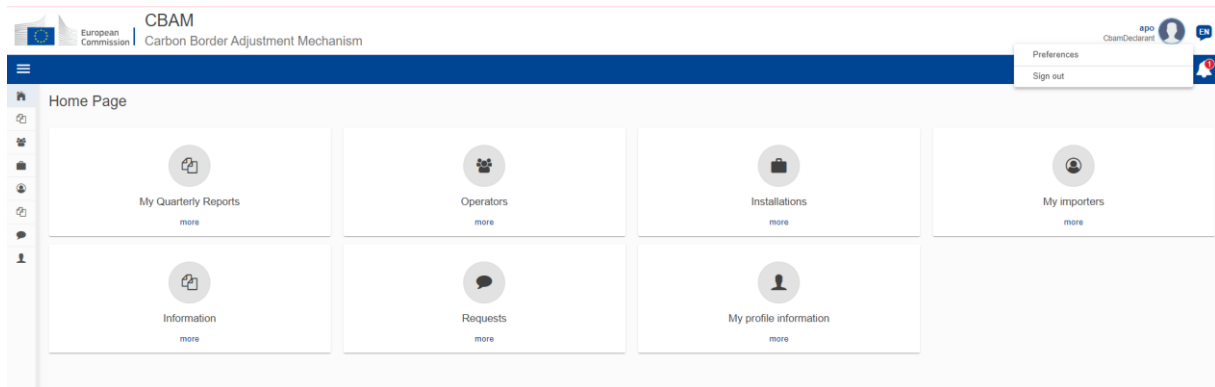 European
Commission
CBAM
Carbon Border Adjustment Mechanism
apo
CbamDeclarant
EN
Preferences
Sign out
1
Home Page
My Quarterly Reports
more
Operators
more
Installations
more
My importers
more
Information
more
Requests
more
My profile information
more